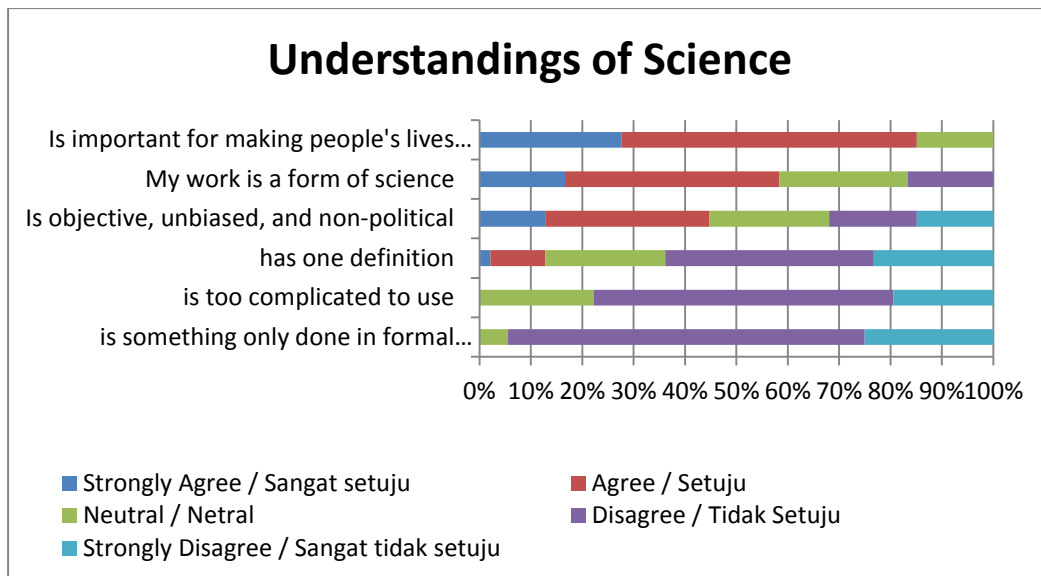 Understandings of Science
Is important for making people's lives…
My work is a form of science
Is objective, unbiased, and non-political
has one definition
is too complicated to use
is something only done in formal…
0% 10% 20% 30% 40% 50% 60% 70% 80% 90% 100%
Strongly Agree / Sangat setuju
Agree / Setuju
Neutral / Netral
Disagree / Tidak Setuju
Strongly Disagree / Sangat tidak setuju